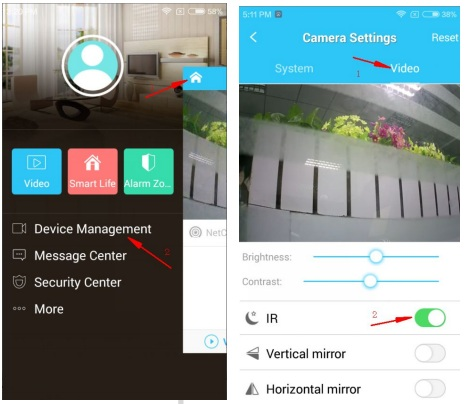 58%
Video
Smart Life
Alarm Zo...
Device Management
Message Center
2
Security Center
More
NetC
5:11 PM
38%
Camera Settings
Reset
System
1
Video
Brightness:
Contrast:
IR
2
Vertical mirror
Horizontal mirror